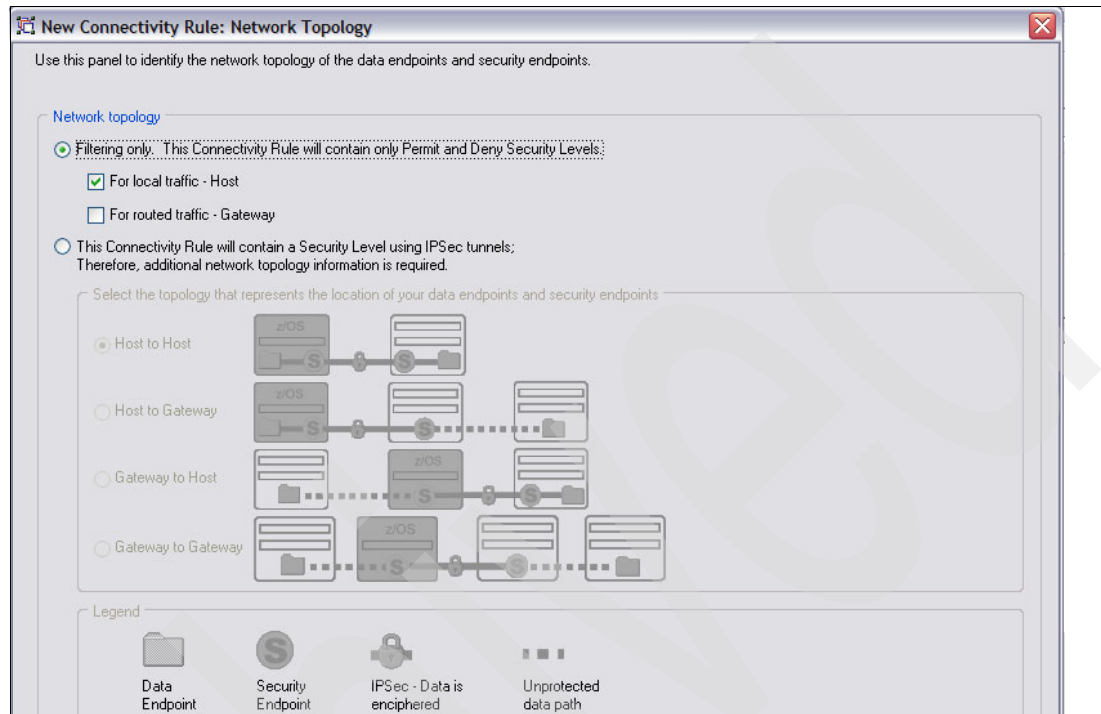 New Connectivity Rule: Network Topology
Use this panel to identify the network topology of the data endpoints and security endpoints.
Network topology
Filtering only. This Connectivity Rule will contain only Permit and Deny Security Levels.
For local traffic - Host
For routed traffic - Gateway
This Connectivity Rule will contain a Security Level using IPSec tunnels;
Therefore, additional network topology information is required.
Select the topology that represents the location of your data endpoints and security endpoints
z/OS
Host to Host
S
S
z/OS
Host to Gateway
S
S
z/OS
Gateway to Host
S
S
z/OS
Gateway to Gateway
S
S
Legend
S
Data Endpoint
Security Endpoint
IPSec - Data is enciphered
Unprotected data path